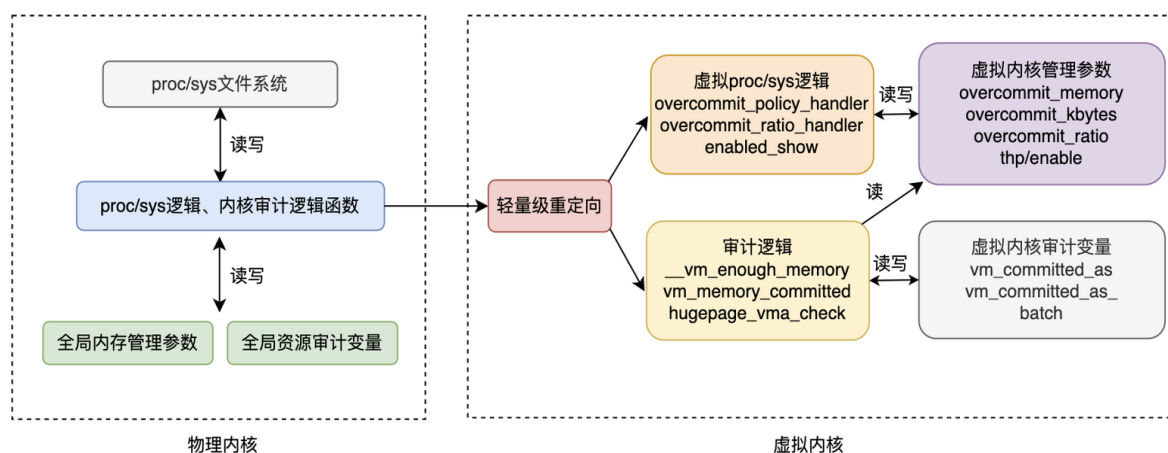 proc/sys文件系统
读写
proc/sys逻辑、内核审计逻辑函数
读写
全局内存管理参数
全局资源审计变量
物理内核
轻量级重定向
虚拟proc/sys逻辑
overcommit_policy_handler
overcommit_ratio_handler
enabled_show
读写
虚拟内核管理参数
overcommit_memory
overcommit_kbytes
overcommit_ratio
thp/enable
读
审计逻辑
__vm_enough_memory
vm_memory_committed
hugepage_vma_check
读写
虚拟内核审计变量
vm_committed_as
vm_committed_as_
batch
虚拟内核